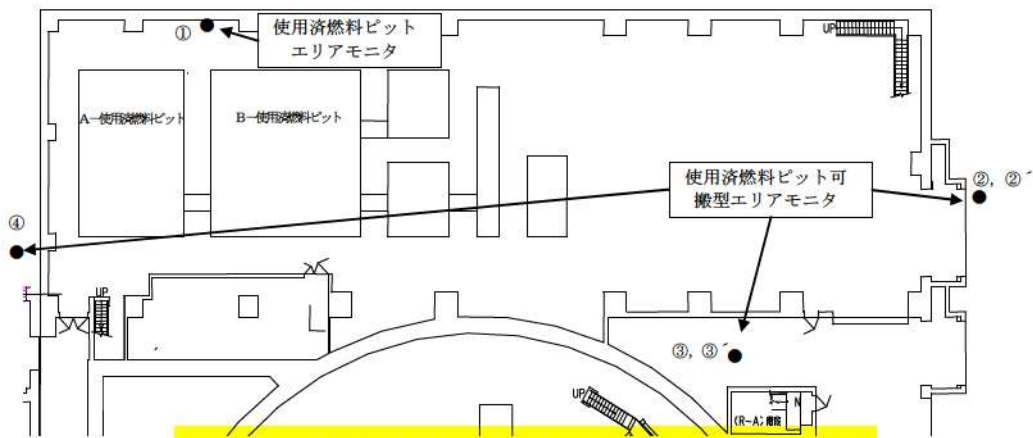 ①
使用済燃料ピット
エリアモニタ
UP
A-使用済燃料ピット
B-使用済燃料ピット
使用済燃料ピット可
搬型エリアモニタ
②, ②´
④
UP
③, ③´
UP
N
(R-A)階段